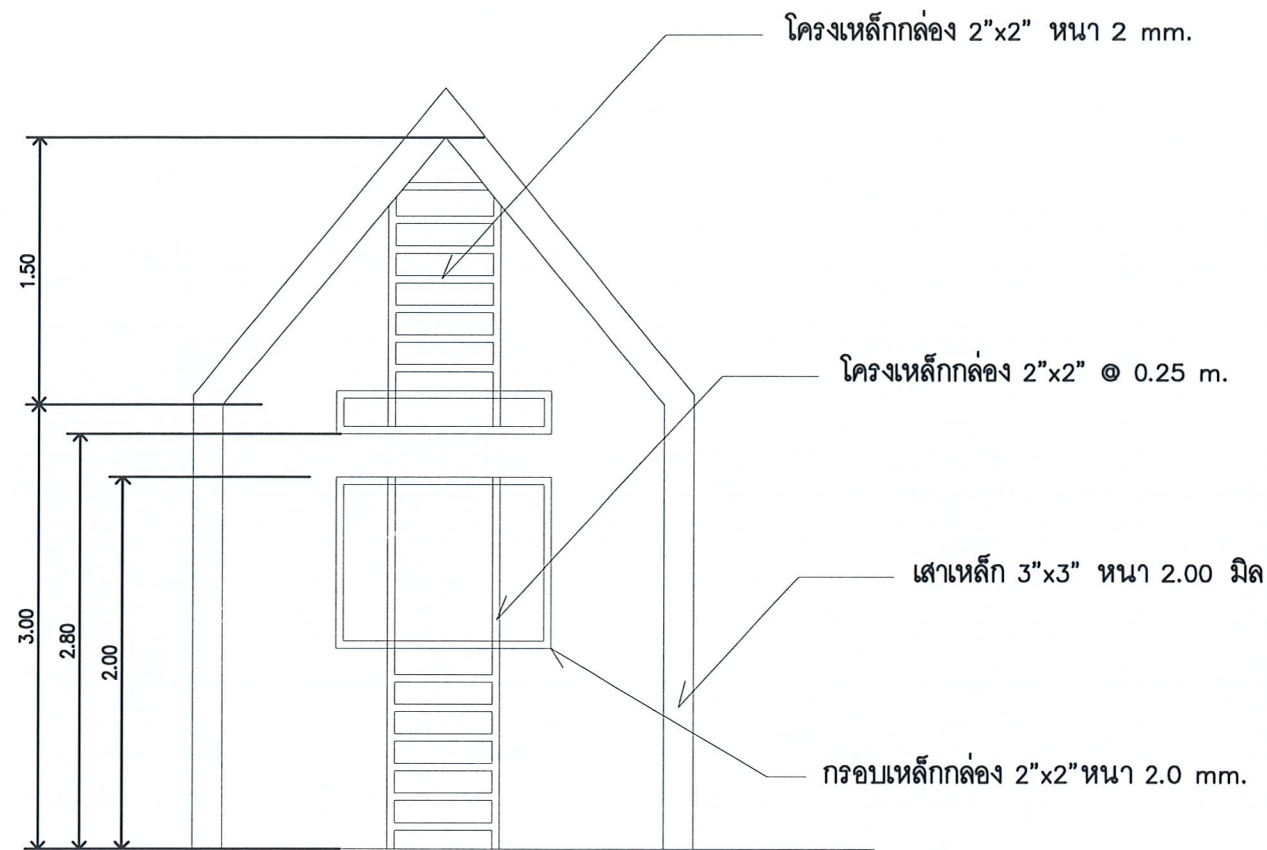 โครงเหล็กกล่อง 2”x2” หนา 2 mm.
1.50
โครงเหล็กกล่อง 2”x2” @ 0.25 m.
3.00
2.80
2.00
เสาเหล็ก 3”x3” หนา 2.00 มิล
กรอบเหล็กกล่อง 2”x2”หนา 2.0 mm.